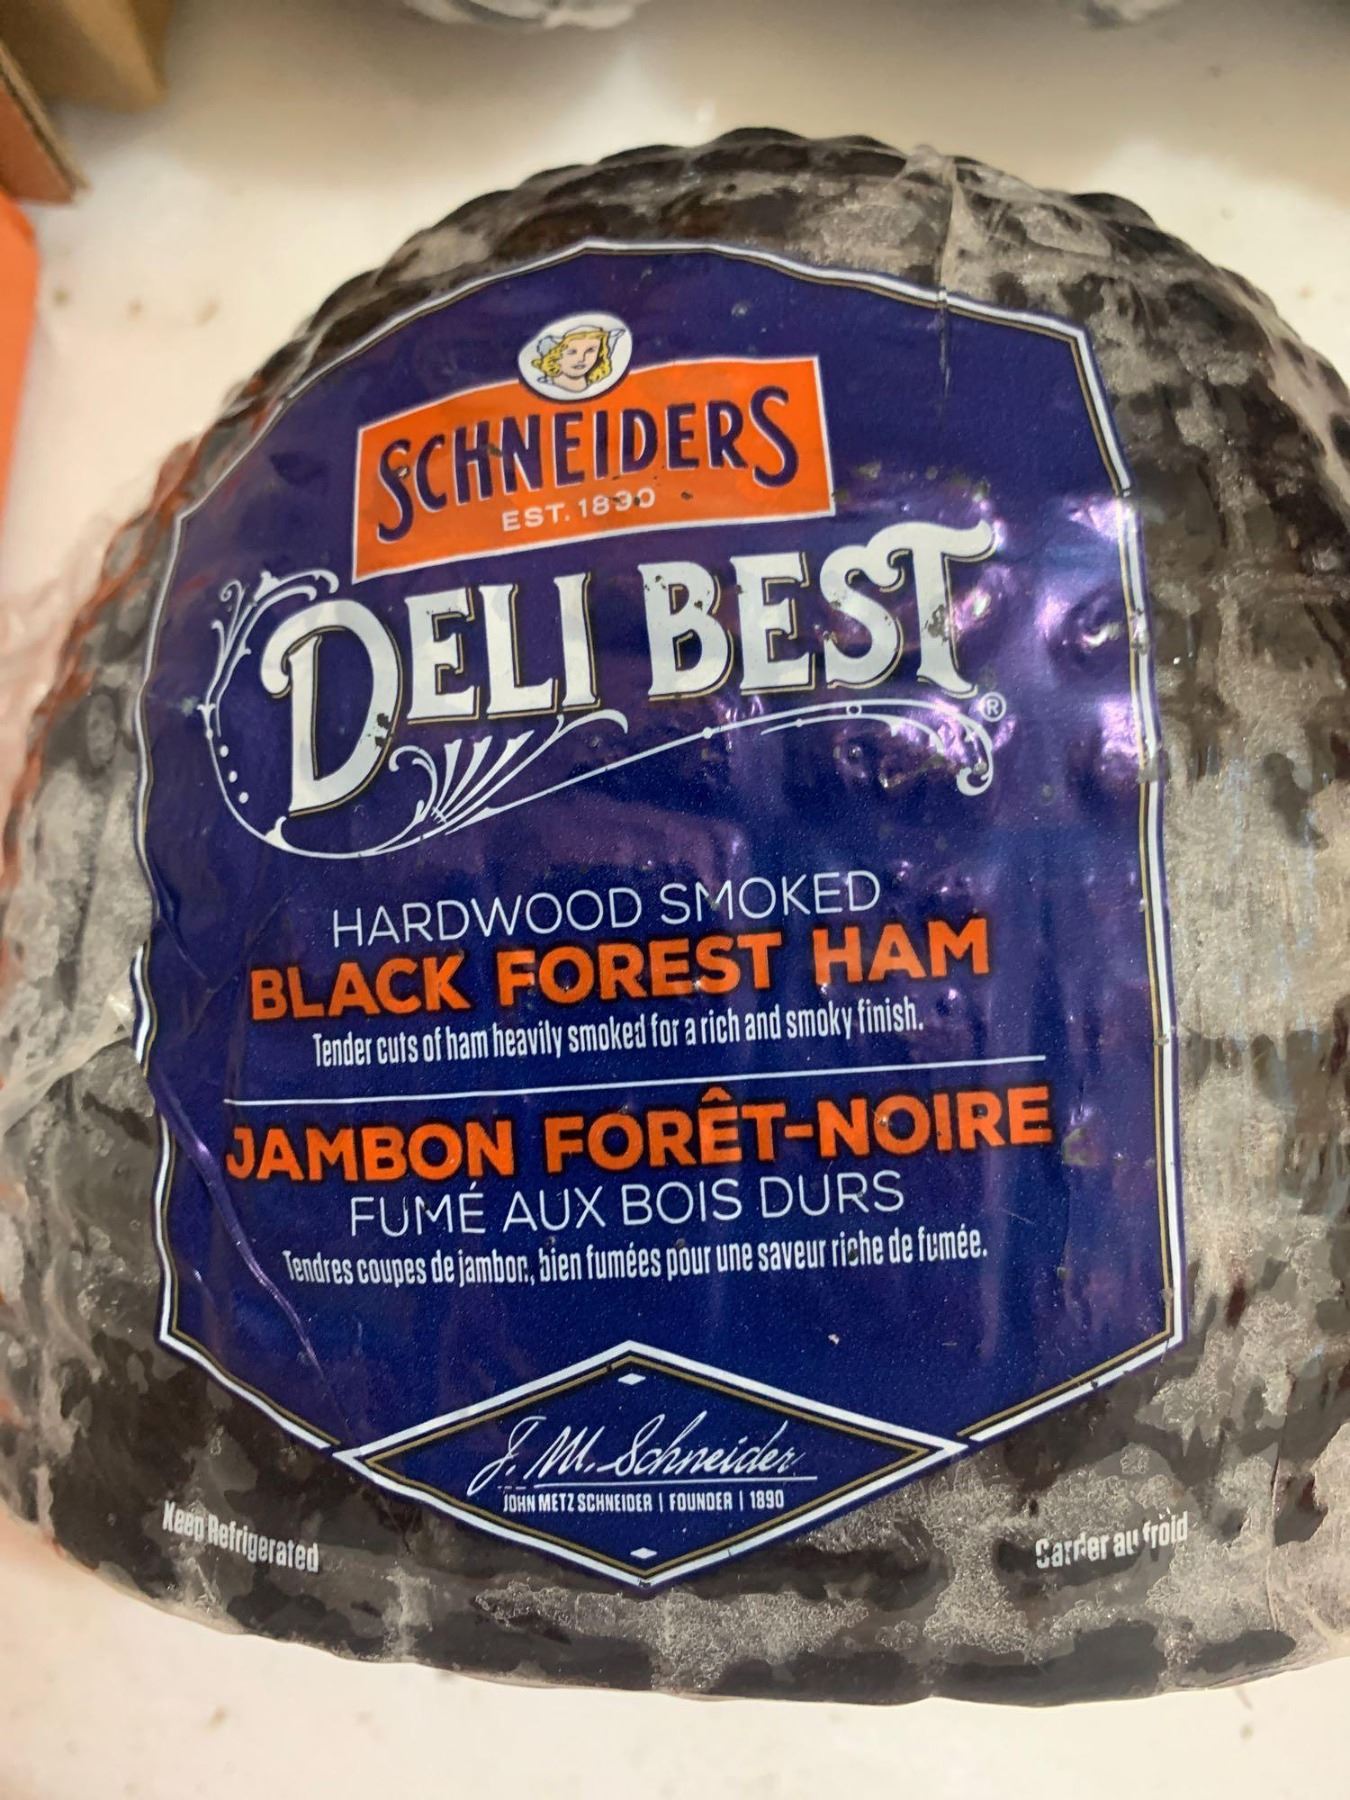 SCHNEIDERS
EST. 1890
DELI BEST®
HARDWOOD SMOKED
BLACK FOREST HAM
Tender cuts of ham heavily smoked for a rich and smoky finish.
JAMBON FORÊT-NOIRE
FUMÉ AUX BOIS DURS
Tendres coupes de jambon, bien fumées pour une saveur riche de fumée.
J. M. Schneider
JOHN METZ SCHNEIDER | FOUNDER | 1890
Keep Refrigerated
Garder au froid